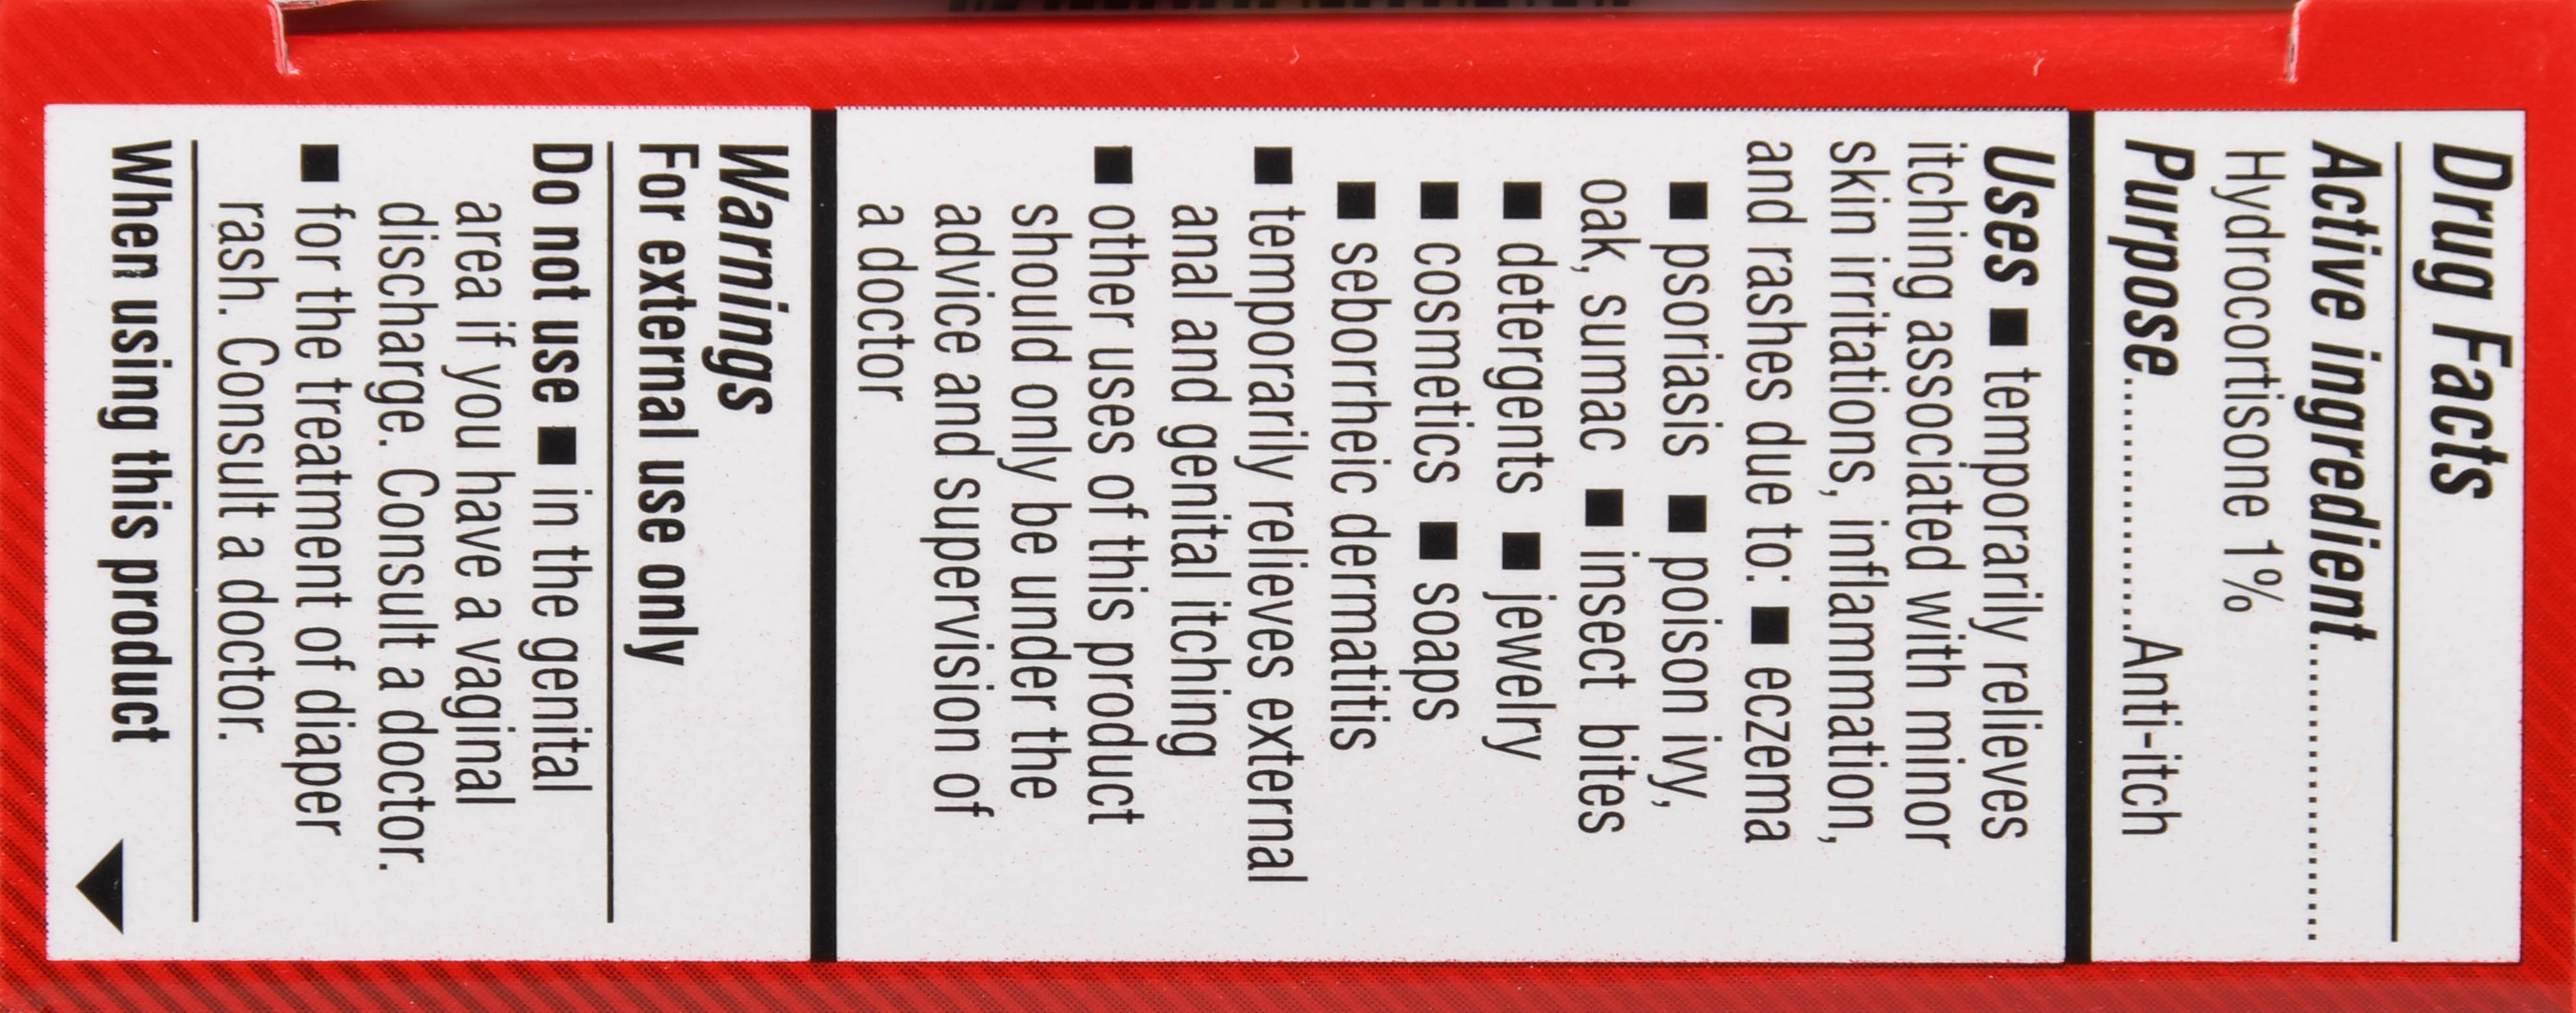 Drug Facts
Active ingredient.............................
Hydrocortisone 1%
Purpose.......................Anti-itch
Uses ■ temporarily relieves
itching associated with minor
skin irritations, inflammation,
and rashes due to: ■ eczema
■ psoriasis ■ poison ivy,
oak, sumac ■ insect bites
■ detergents ■ jewelry
■ cosmetics ■ soaps
■ seborrheic dermatitis
■ temporarily relieves external
anal and genital itching
■ other uses of this product
should only be under the
advice and supervision of
a doctor
Warnings
For external use only
Do not use ■ in the genital
area if you have a vaginal
discharge. Consult a doctor.
■ for the treatment of diaper
rash. Consult a doctor.
When using this product